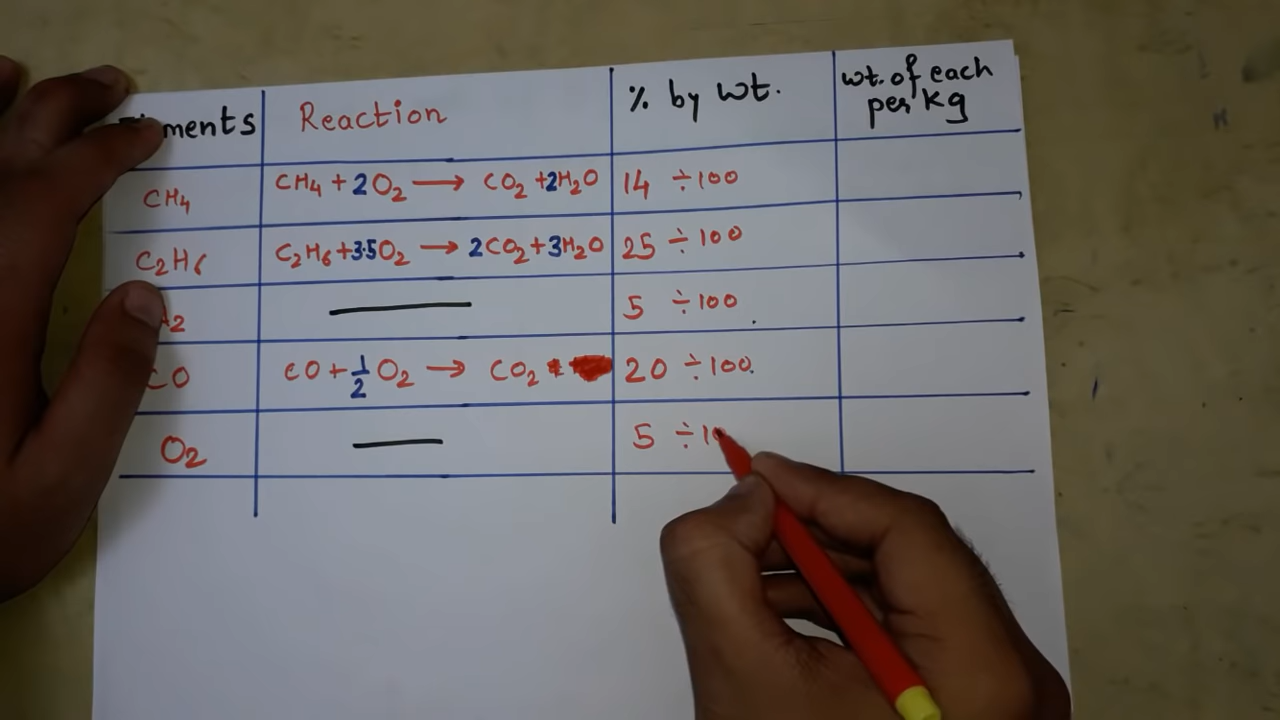 Reaction
% by wt.
wt. of each
per Kg
CH₄
CH₄ + 2O₂ → CO₂ + 2H₂O
14 ÷100
C₂H₆
C₂H₆ + 3.5O₂ → 2CO₂ + 3H₂O
25 ÷100
5 ÷100
CO
CO + 1/2 O₂ → CO₂
20 ÷100
O₂
5 ÷